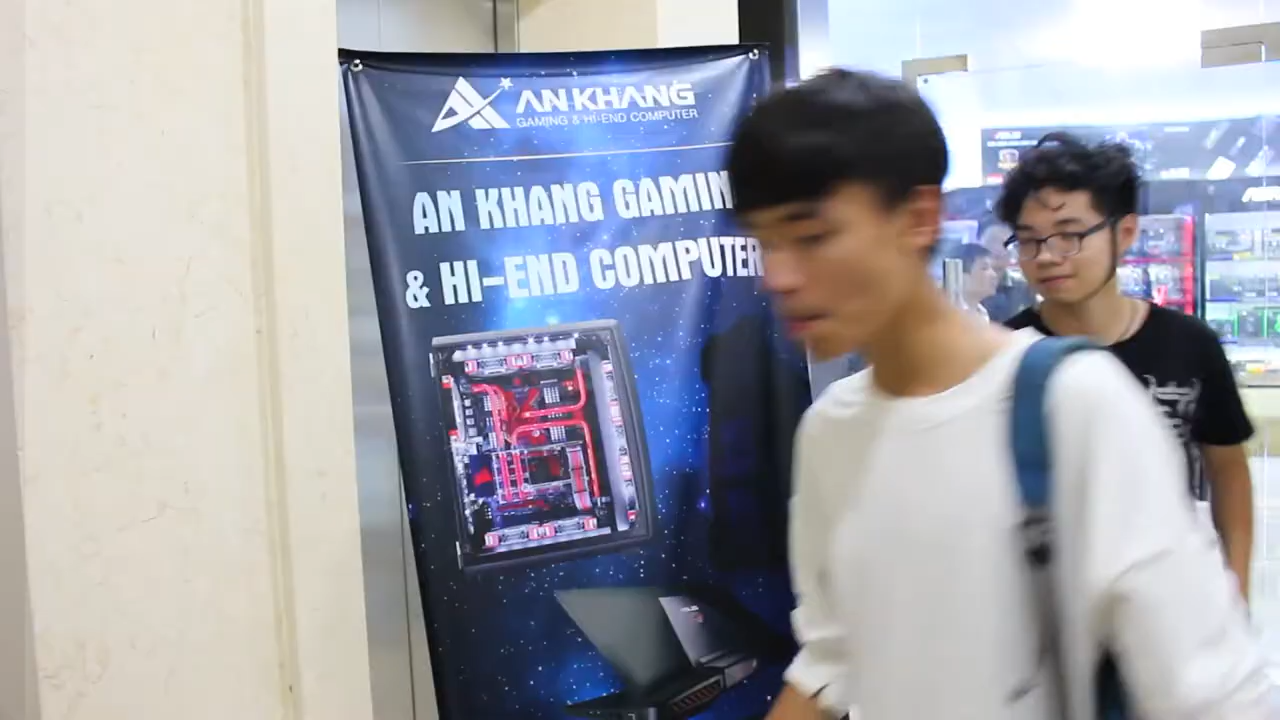 AN KHANG
GAMING & HI-END COMPUTER
AN KHANG GAMIN
& HI-END COMPUTER